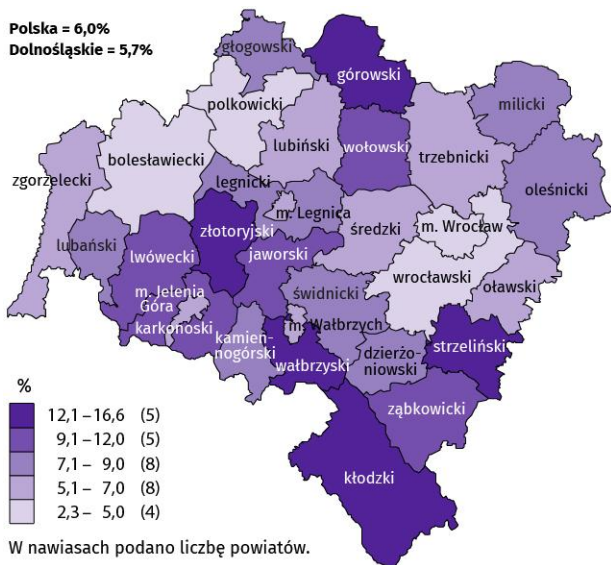 Polska = 6,0%
Dolnośląskie = 5,7%
głogowski
górowski
polkowicki
milicki
lubiński
wołowski
trzebnicki
bolesławiecki
zgorzelecki
legnicki
oleśnicki
m. Legnica
złotoryjski
średzki
m. Wrocław
lubański
lwówecki
jaworski
wrocławski
m. Jelenia
Góra
świdnicki
oławski
karkonoski
kamien-
nogórski
m. Wałbrzych
dzierżo-
niowski
strzeliński
wałbrzyski
ząbkowicki
kłodzki
%
12,1 – 16,6 (5)
9,1 – 12,0 (5)
7,1 – 9,0 (8)
5,1 – 7,0 (8)
2,3 – 5,0 (4)
W nawiasach podano liczbę powiatów.